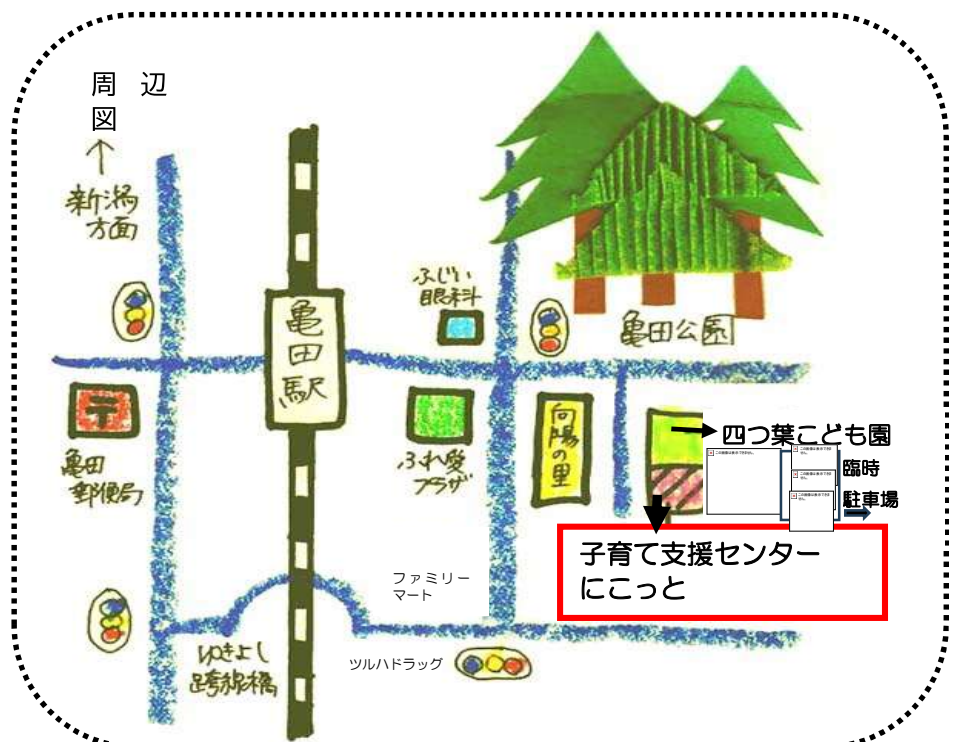 周 辺
図
新潟
方面
ふじい
眼科
亀田公園
亀田駅
〒
亀田
郵便局
ふれ愛
プラザ
向陽の里
四つ葉こども園
臨時
駐車場
子育て支援センター
にこっと
ファミリー
マート
ゆきよし
跨線橋
ツルハドラッグ